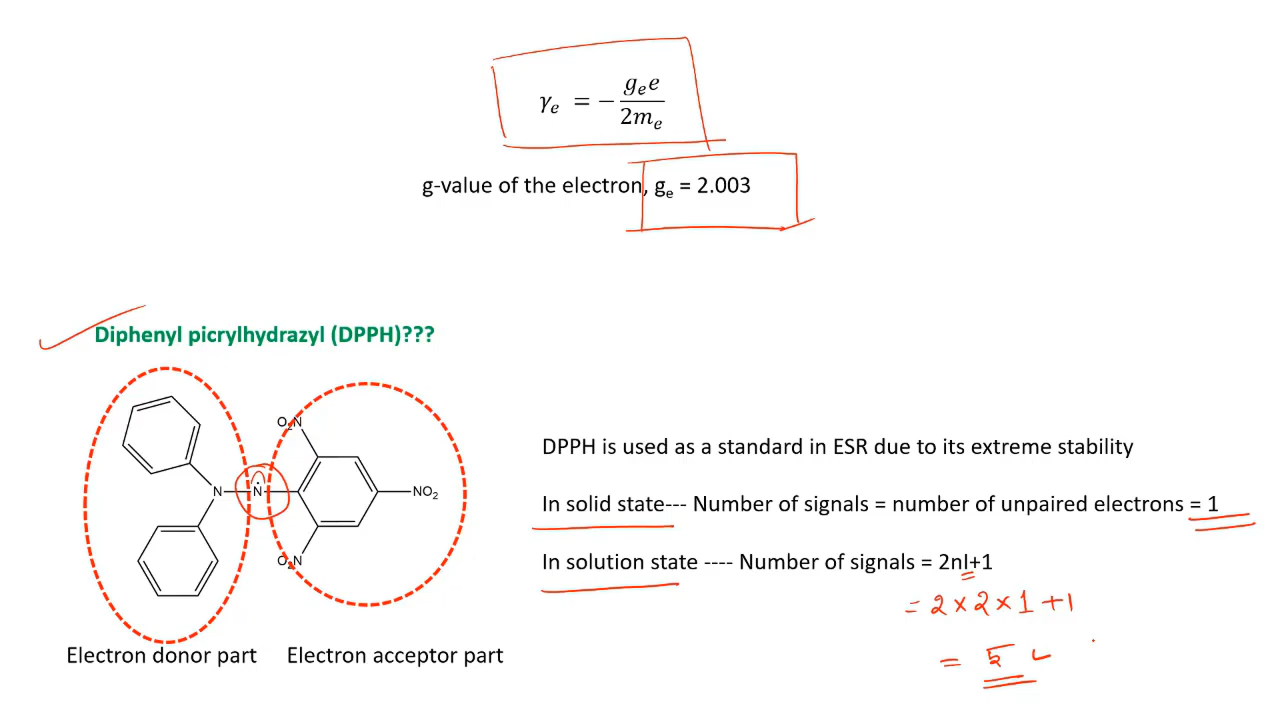 γₑ = − gₑe / 2mₑ
g-value of the electron, gₑ = 2.003
Diphenyl picrylhydrazyl (DPPH)???
O₂N
N
N
NO₂
O₂N
Electron donor part
Electron acceptor part
DPPH is used as a standard in ESR due to its extreme stability
In solid state--- Number of signals = number of unpaired electrons = 1
In solution state ---- Number of signals = 2nI+1
= 2 × 2 × 1 + 1
= 5